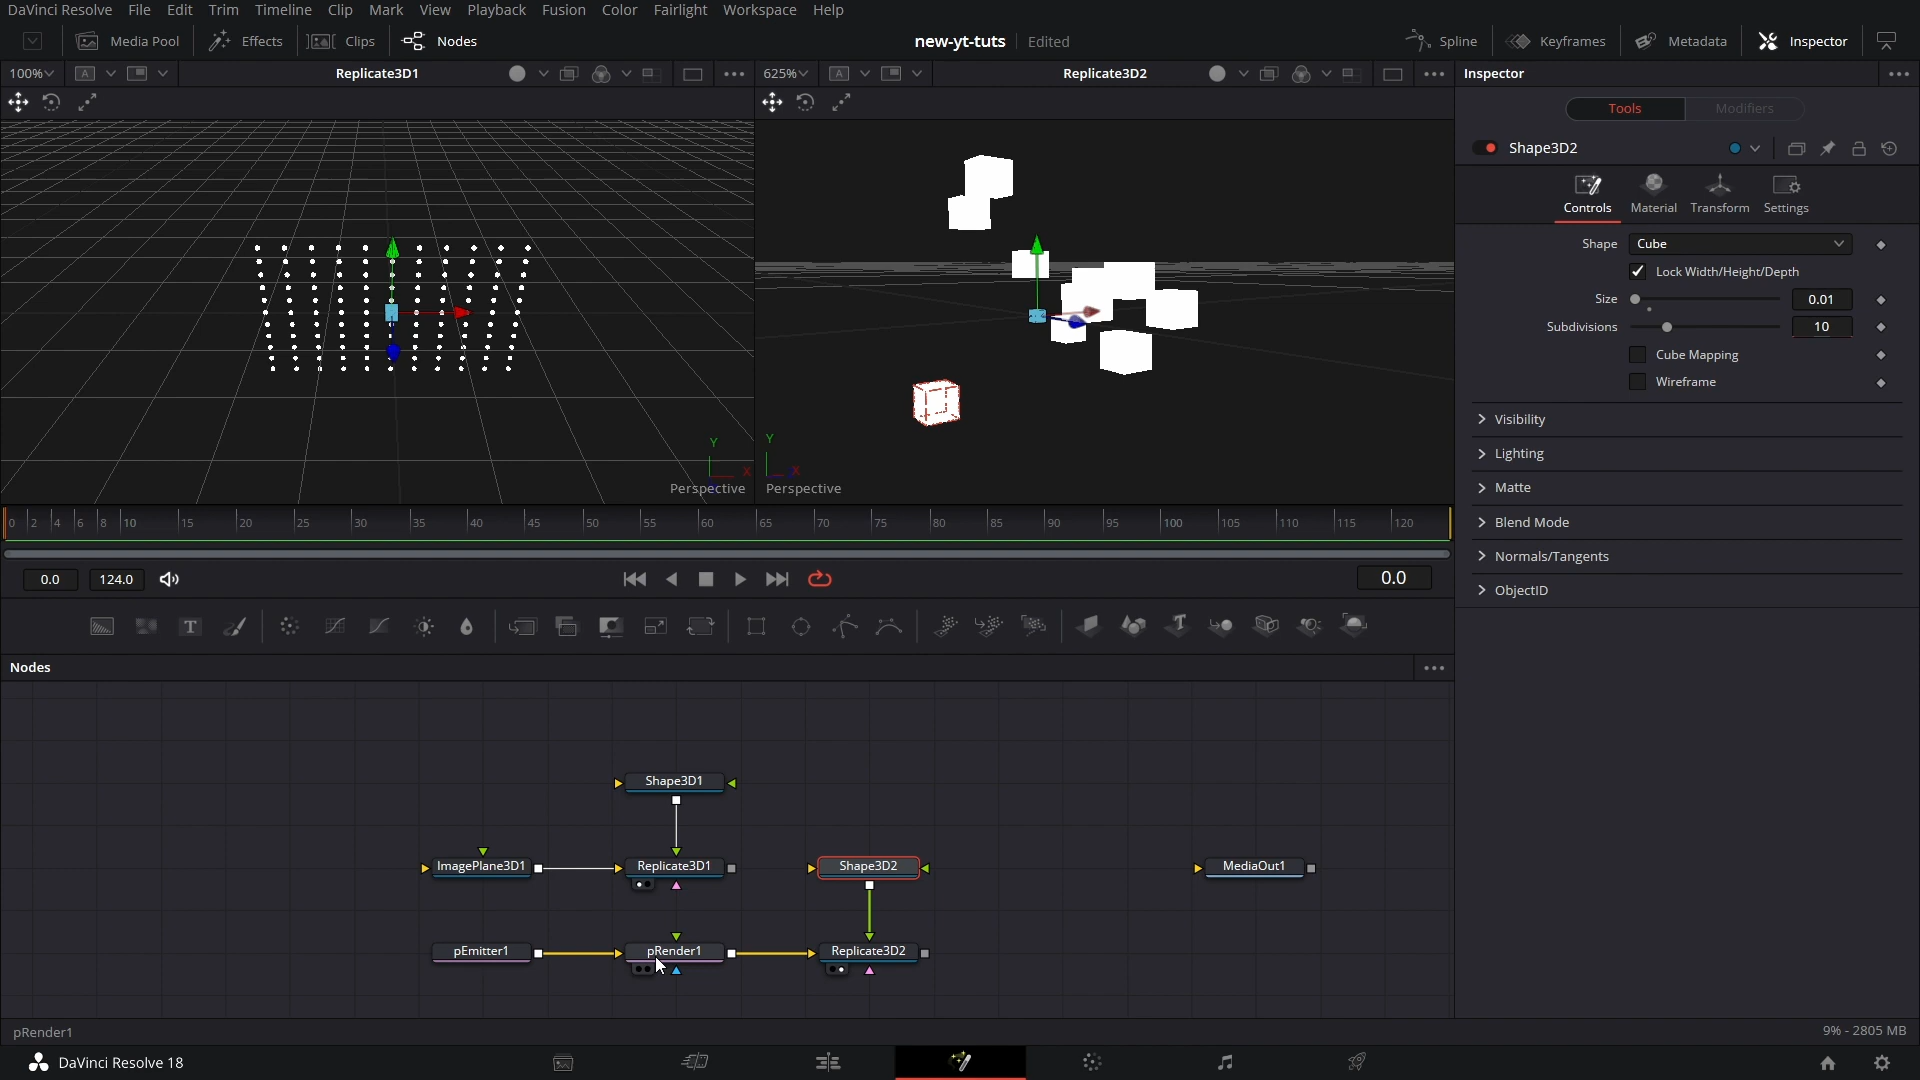 DaVinci Resolve File Edit Trim Timeline Clip Mark View Playback Fusion Color Fairlight Workspace Help
Media Pool Effects Clips Nodes new-yt-tuts Edited Spline Keyframes Metadata Inspector
100% A Replicate3D1 625% A Replicate3D2 Inspector
Tools Modifiers
Shape3D2
Controls Material Transform Settings
Shape Cube
Lock Width/Height/Depth
Size 0.01
Subdivisions 10
Cube Mapping
Wireframe
Visibility
Lighting
Matte
Blend Mode
Normals/Tangents
ObjectID
Y X Perspective
Y X Perspective
0 2 4 6 8 10 15 20 25 30 35 40 45 50 55 60 65 70 75 80 85 90 95 100 105 110 115 120
0.0 124.0 0.0
T T
Nodes
Shape3D1
ImagePlane3D1 Replicate3D1 Shape3D2 MediaOut1
pEmitter1 pRender1 Replicate3D2
pRender1 9% - 2805 MB
DaVinci Resolve 18